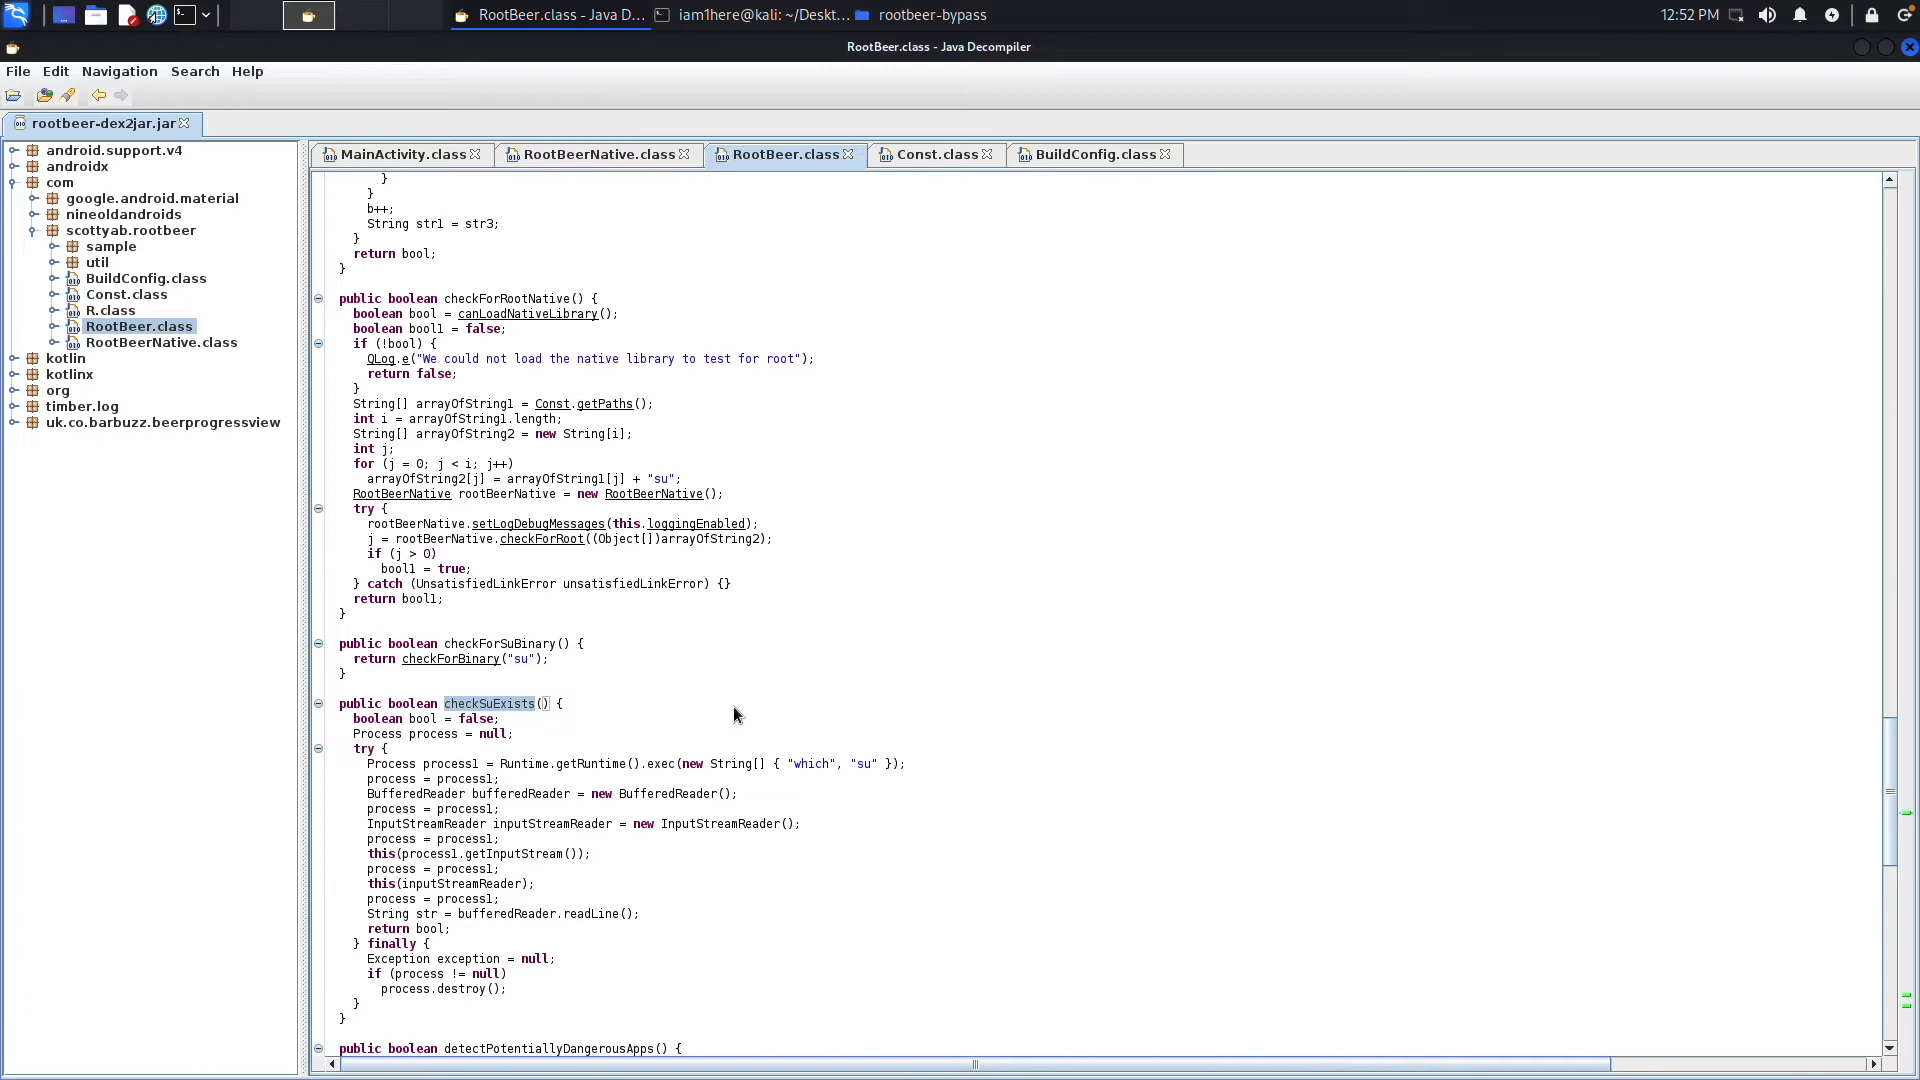 RootBeer.class - Java D...
iam1here@kali: ~/Deskt...
rootbeer-bypass
12:52 PM
RootBeer.class - Java Decompiler
File Edit Navigation Search Help
rootbeer-dex2jar.jar
android.support.v4
androidx
com
google.android.material
nineoldandroids
scottyab.rootbeer
sample
util
BuildConfig.class
Const.class
R.class
RootBeer.class
RootBeerNative.class
kotlin
kotlinx
org
timber.log
uk.co.barbuzz.beerprogressview
MainActivity.class
RootBeerNative.class
RootBeer.class
Const.class
BuildConfig.class
}
}
b++;
String str1 = str3;
}
return bool;
}
public boolean checkForRootNative() {
boolean bool = canLoadNativeLibrary();
boolean bool1 = false;
if (!bool) {
QLog.e("We could not load the native library to test for root");
return false;
}
String[] arrayOfString1 = Const.getPaths();
int i = arrayOfString1.length;
String[] arrayOfString2 = new String[i];
int j;
for (j = 0; j < i; j++)
arrayOfString2[j] = arrayOfString1[j] + "su";
RootBeerNative rootBeerNative = new RootBeerNative();
try {
rootBeerNative.setLogDebugMessages(this.loggingEnabled);
j = rootBeerNative.checkForRoot((Object[])arrayOfString2);
if (j > 0)
bool1 = true;
} catch (UnsatisfiedLinkError unsatisfiedLinkError) {}
return bool1;
}
public boolean checkForSuBinary() {
return checkForBinary("su");
}
public boolean checkSuExists() {
boolean bool = false;
Process process = null;
try {
Process process1 = Runtime.getRuntime().exec(new String[] { "which", "su" });
process = process1;
BufferedReader bufferedReader = new BufferedReader();
process = process1;
InputStreamReader inputStreamReader = new InputStreamReader();
process = process1;
this(process1.getInputStream());
process = process1;
this(inputStreamReader);
process = process1;
String str = bufferedReader.readLine();
return bool;
} finally {
Exception exception = null;
if (process != null)
process.destroy();
}
}
public boolean detectPotentiallyDangerousApps() {